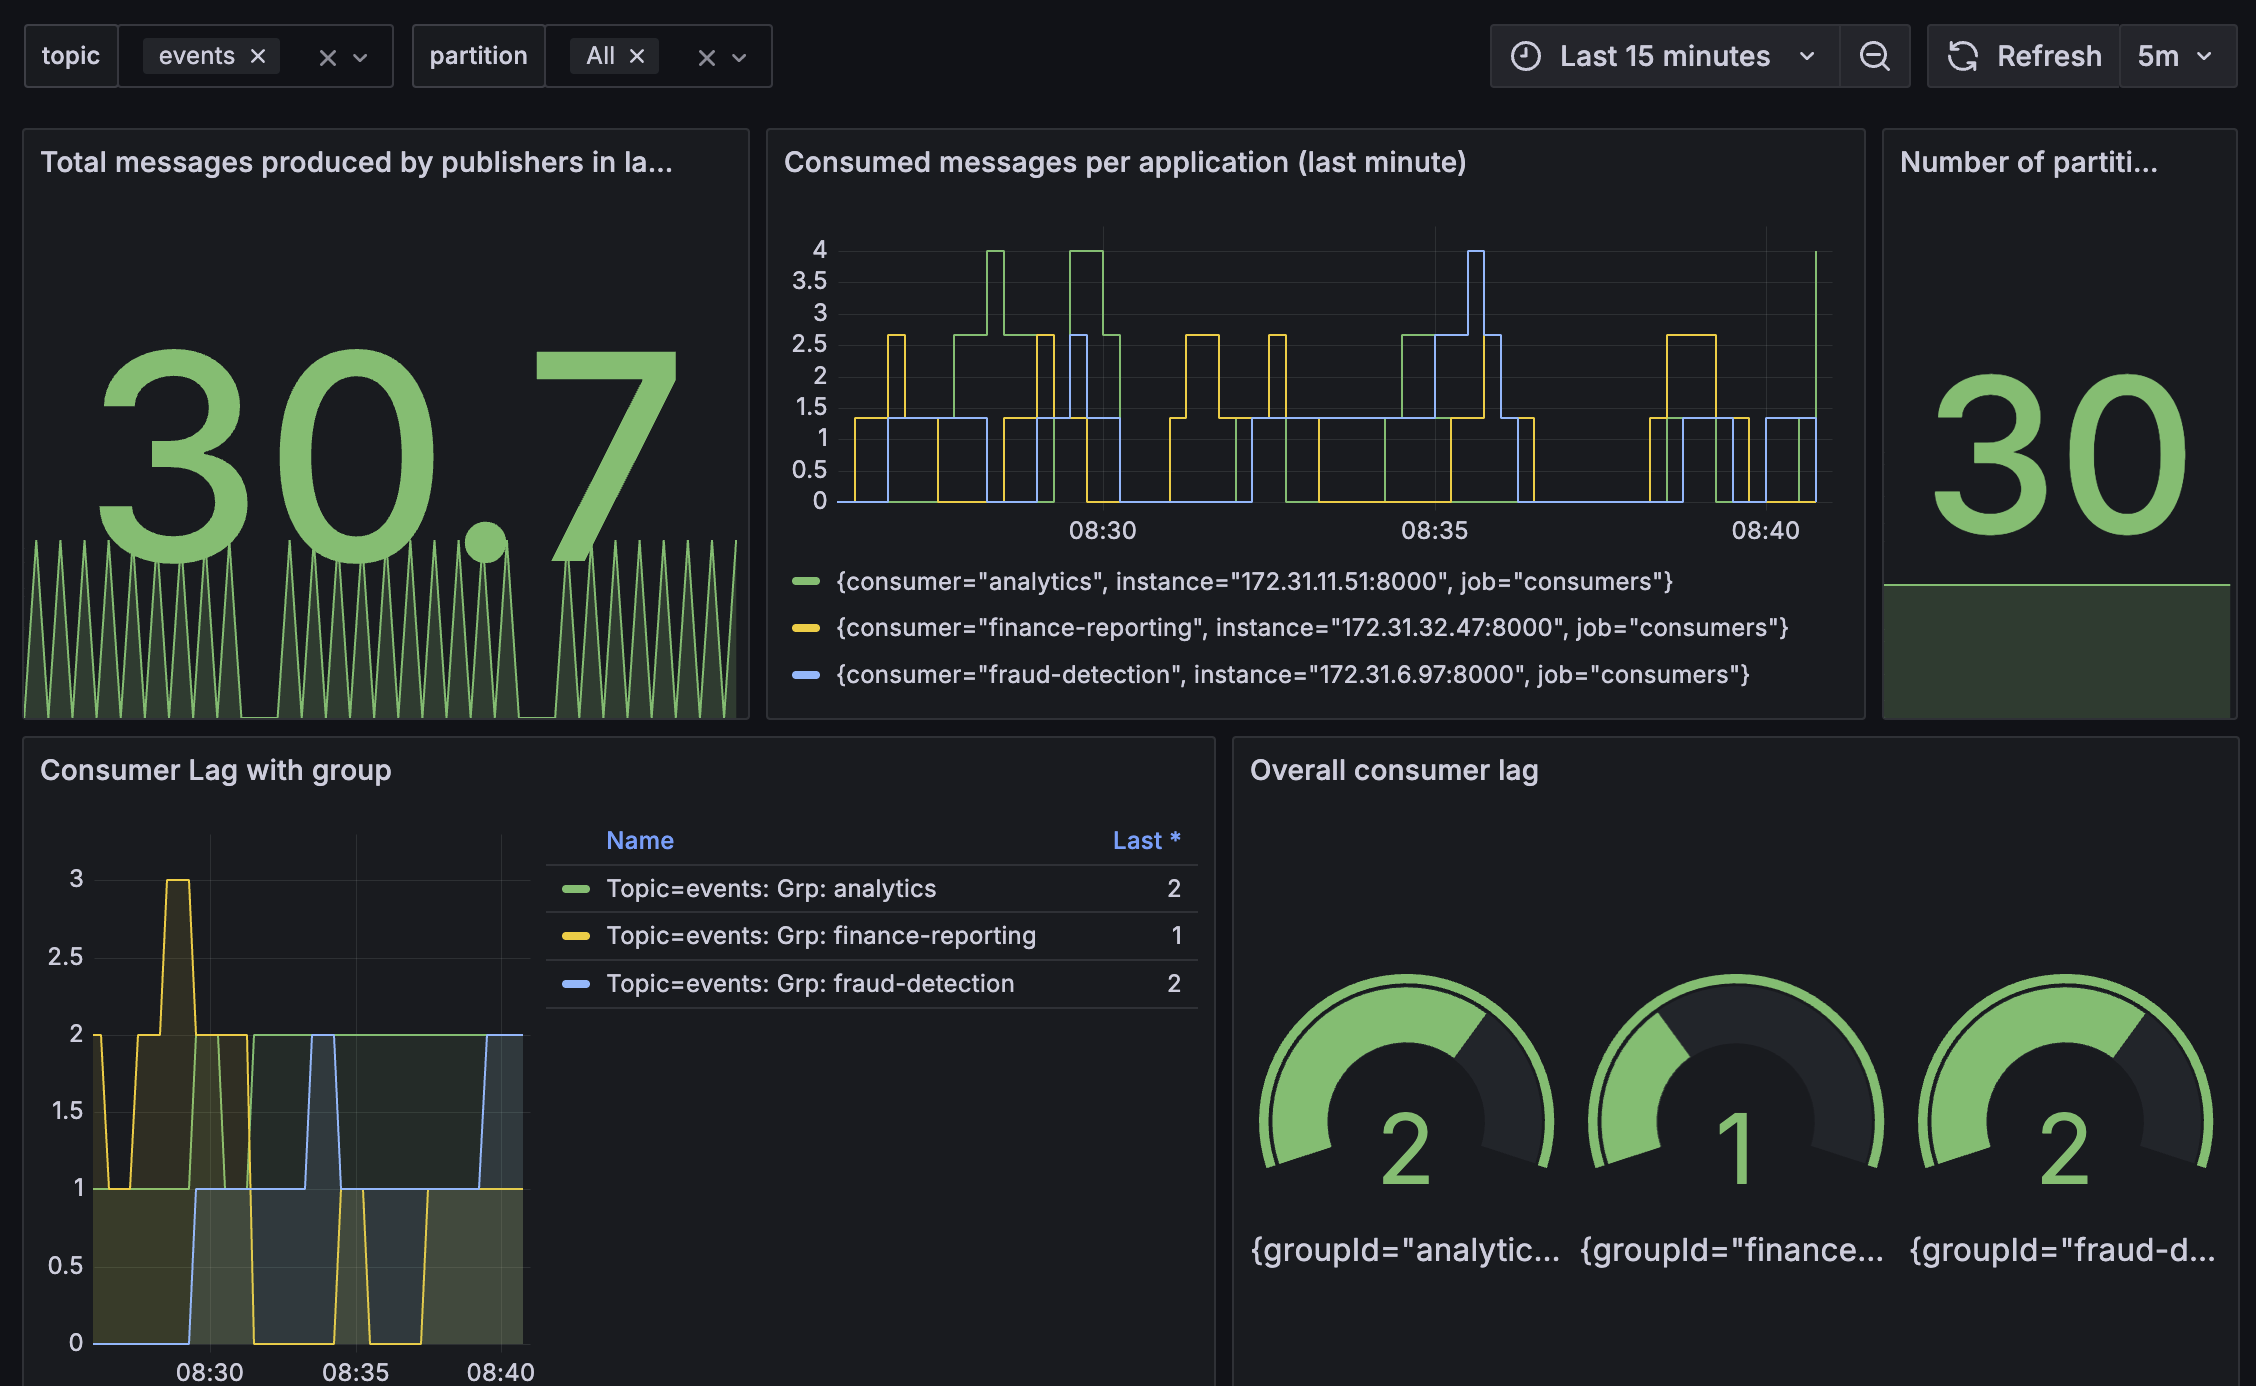 topic
events
partition
All
Last 15 minutes
Refresh
5m
Total messages produced by publishers in la...
30.7
Consumed messages per application (last minute)
4
3.5
3
2.5
2
1.5
1
0.5
0
08:30
08:35
08:40
{consumer="analytics", instance="172.31.11.51:8000", job="consumers"}
{consumer="finance-reporting", instance="172.31.32.47:8000", job="consumers"}
{consumer="fraud-detection", instance="172.31.6.97:8000", job="consumers"}
Number of partiti...
30
Consumer Lag with group
3
2.5
2
1.5
1
0.5
0
08:30
08:35
08:40
Name Last *
Topic=events: Grp: analytics 2
Topic=events: Grp: finance-reporting 1
Topic=events: Grp: fraud-detection 2
Overall consumer lag
2
{groupId="analytic...
1
{groupId="finance...
2
{groupId="fraud-d...